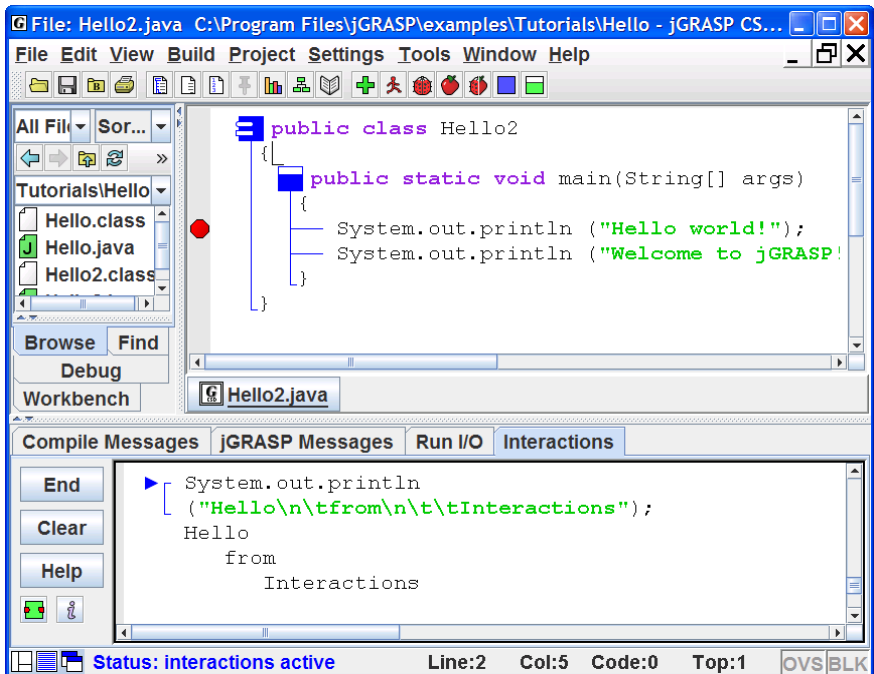 File: Hello2.java C:\Program Files\jGRASP\examples\Tutorials\Hello - jGRASP CS...
File Edit View Build Project Settings Tools Window Help
All Fil Sor...
»
Tutorials\Hello
Hello.class
Hello.java
Hello2.class
Browse Find
Debug
Workbench
public class Hello2
{
public static void main(String[] args)
{
System.out.println ("Hello world!");
System.out.println ("Welcome to jGRASP!
}
}
Hello2.java
Compile Messages jGRASP Messages Run I/O Interactions
End
Clear
Help
System.out.println
("Hello\n\tfrom\n\t\tInteractions");
Hello
from
Interactions
Status: interactions active Line:2 Col:5 Code:0 Top:1 OVS BLK